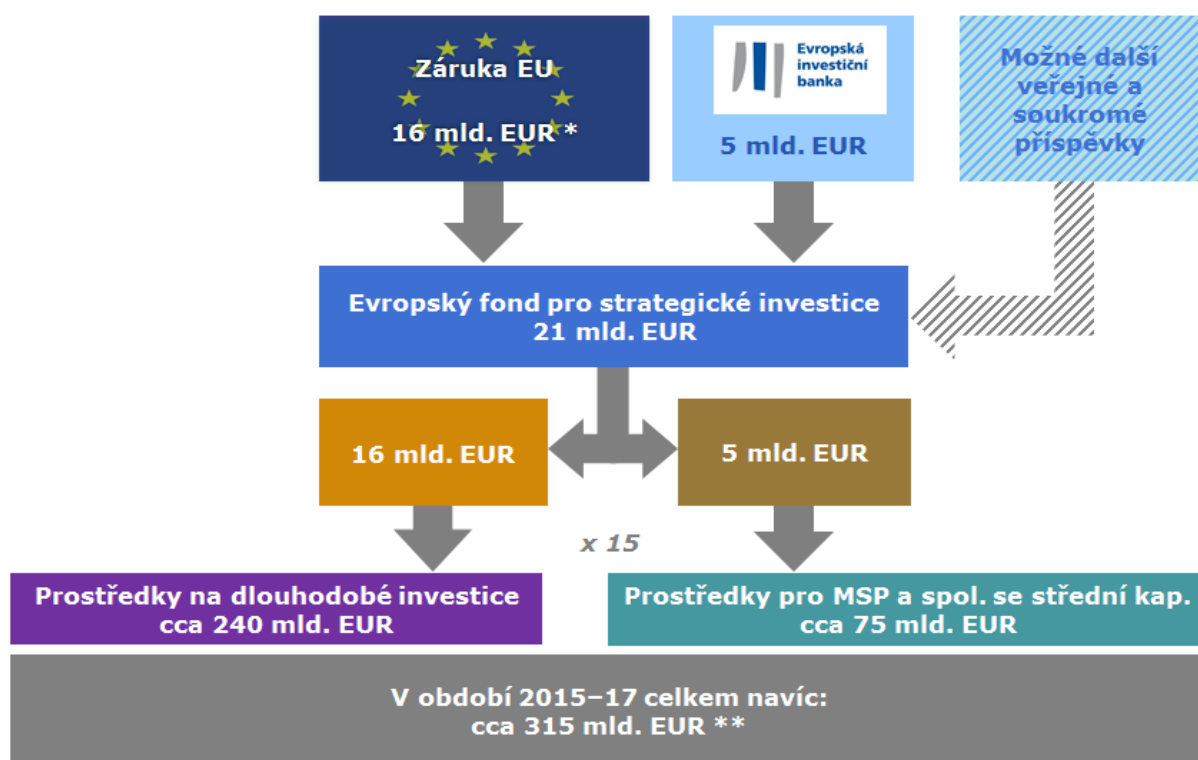 Záruka EU
16 mld. EUR *
Evropská
investiční
banka
5 mld. EUR
Možné další
veřejné a
soukromé
příspěvky
Evropský fond pro strategické investice
21 mld. EUR
16 mld. EUR
5 mld. EUR
x 15
Prostředky na dlouhodobé investice
cca 240 mld. EUR
Prostředky pro MSP a spol. se střední kap.
cca 75 mld. EUR
V období 2015–17 celkem navíc:
cca 315 mld. EUR **